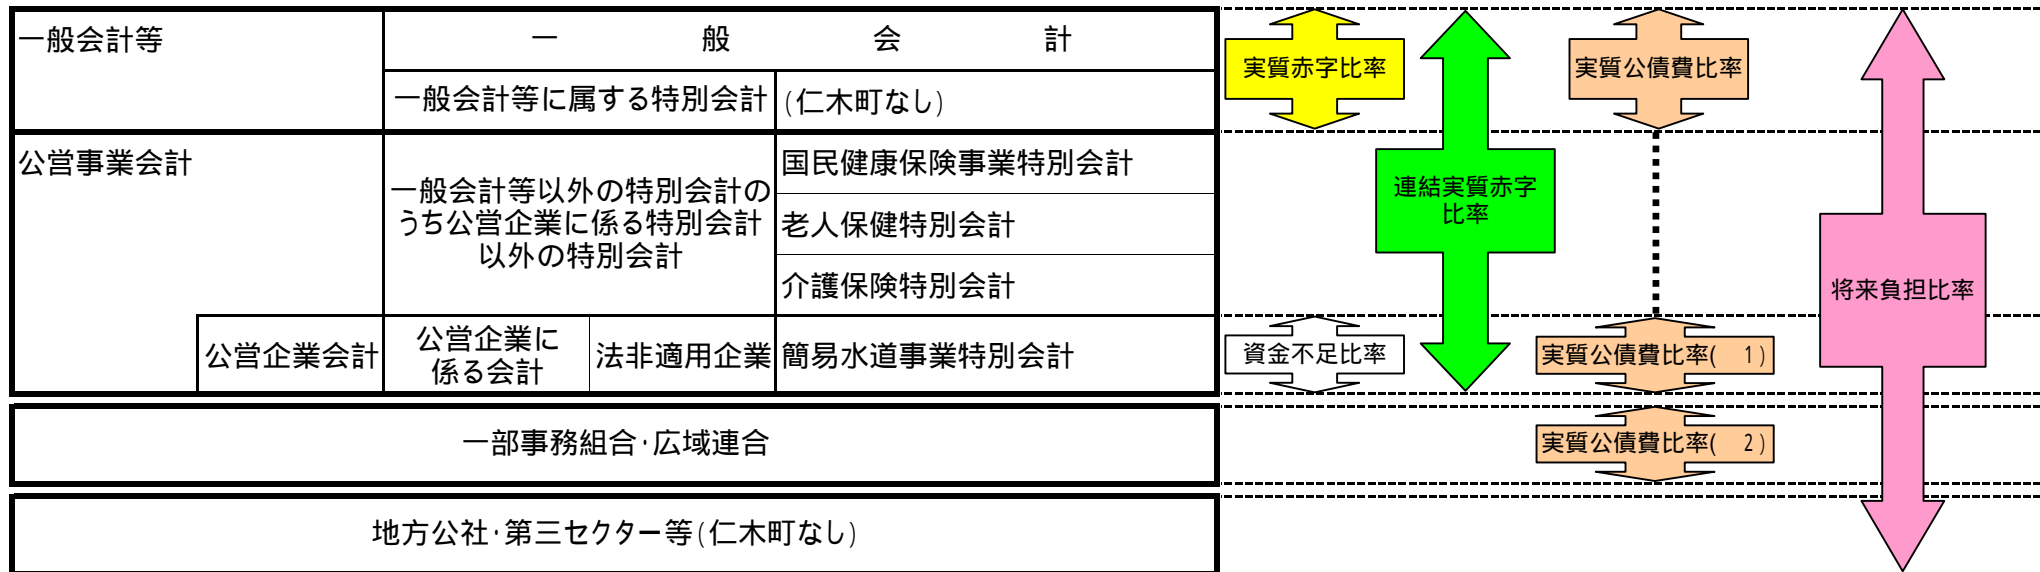 一般会計等
一般会計
一般会計等に属する特別会計
(仁木町なし)
公営事業会計
一般会計等以外の特別会計の
うち公営企業に係る特別会計
以外の特別会計
国民健康保険事業特別会計
老人保健特別会計
介護保険特別会計
公営企業会計
公営企業に
係る会計
法非適用企業
簡易水道事業特別会計
一部事務組合・広域連合
地方公社・第三セクター等(仁木町なし)
実質赤字比率
連結実質赤字
比率
実質公債費比率
将来負担比率
資金不足比率
実質公債費比率(　1)
実質公債費比率(　2)